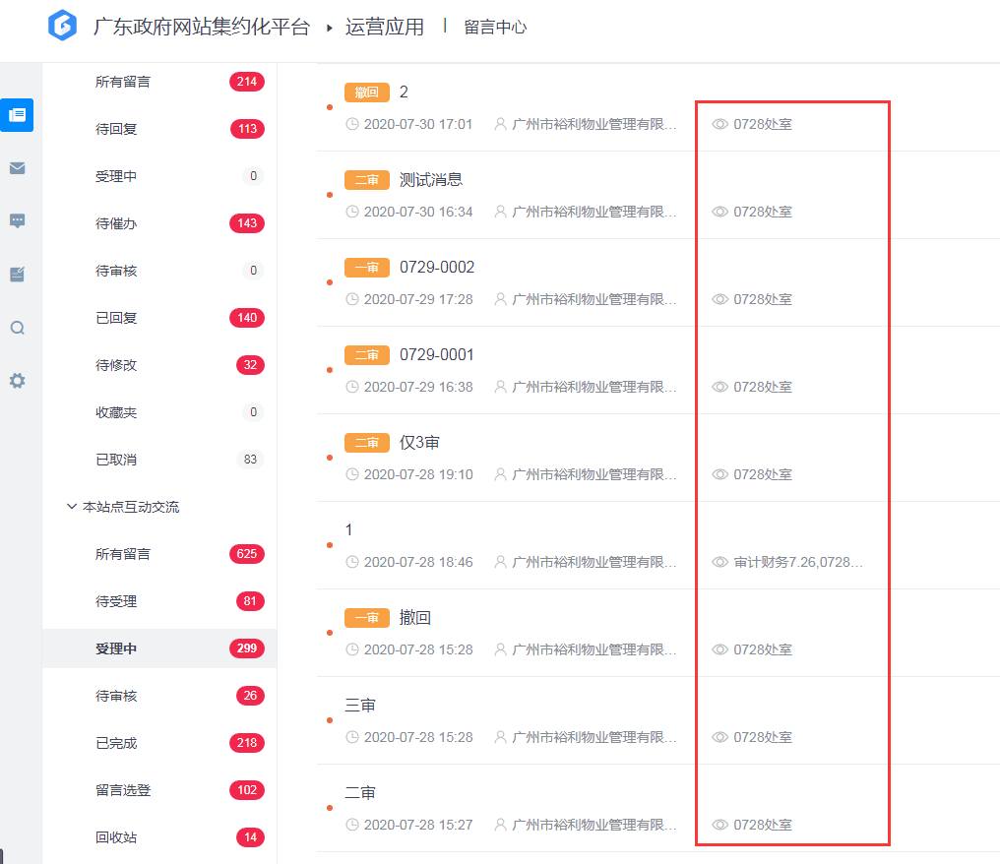 广东政府网站集约化平台 ▸ 运营应用 | 留言中心
所有留言 214
待回复 113
受理中 0
待催办 143
待审核 0
已回复 140
待修改 32
收藏夹 0
已取消 83
本站点互动交流
所有留言 625
待受理 81
受理中 299
待审核 26
已完成 218
留言选登 102
回收站 14
撤回 2
2020-07-30 17:01 广州市裕利物业管理有限... 0728处室
二审 测试消息
2020-07-30 16:34 广州市裕利物业管理有限... 0728处室
一审 0729-0002
2020-07-29 17:28 广州市裕利物业管理有限... 0728处室
二审 0729-0001
2020-07-29 16:38 广州市裕利物业管理有限... 0728处室
二审 仅3审
2020-07-28 19:10 广州市裕利物业管理有限... 0728处室
1
2020-07-28 18:46 广州市裕利物业管理有限... 审计财务7.26,0728...
一审 撤回
2020-07-28 15:28 广州市裕利物业管理有限... 0728处室
三审
2020-07-28 15:28 广州市裕利物业管理有限... 0728处室
二审
2020-07-28 15:27 广州市裕利物业管理有限... 0728处室